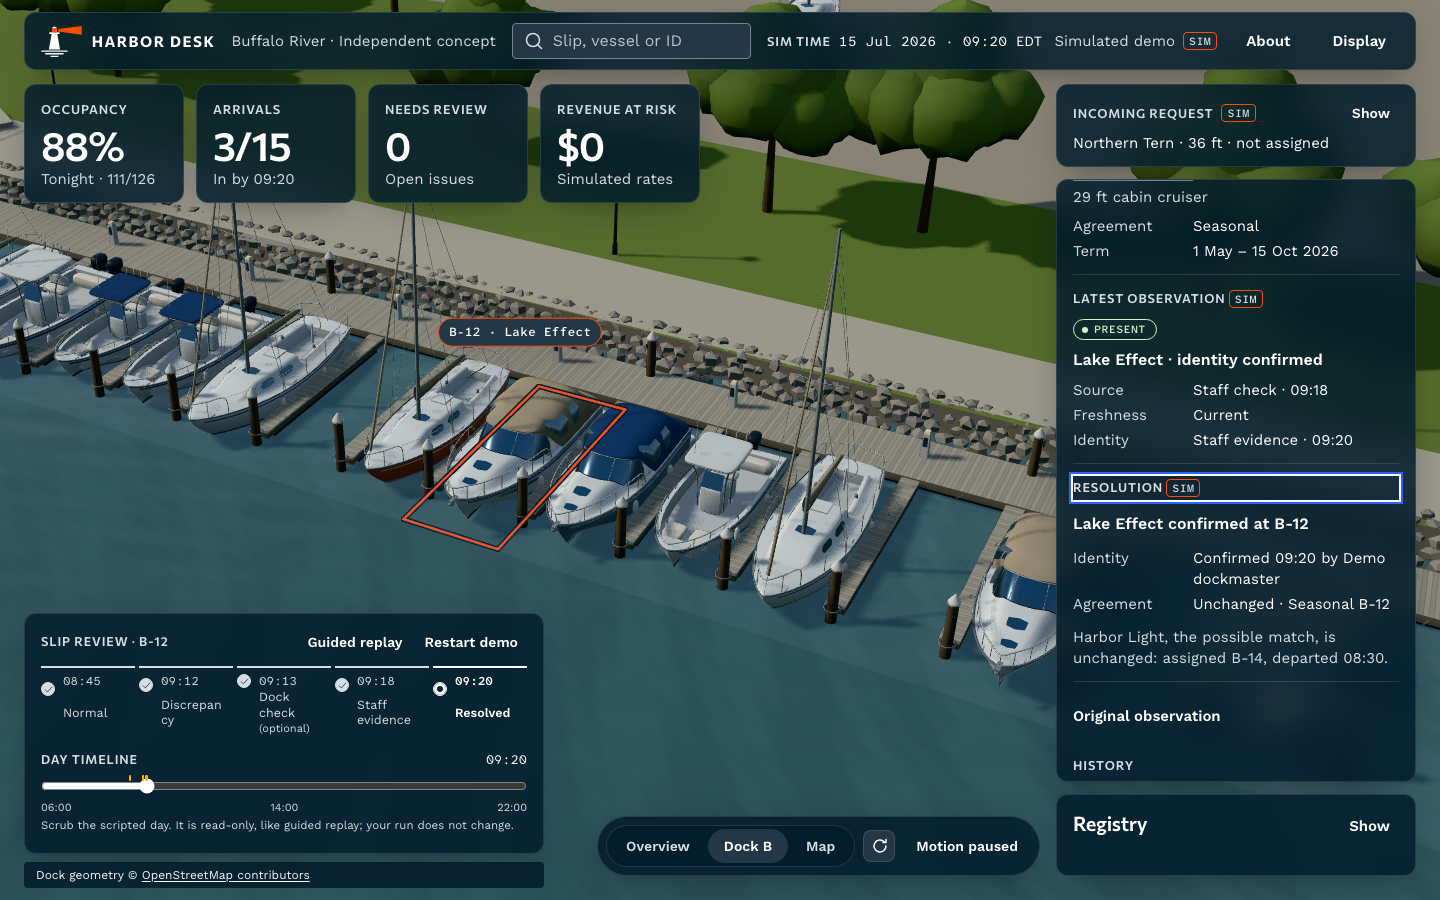 HARBOR DESK
Buffalo River · Independent concept
Slip, vessel or ID
SIM TIME 15 Jul 2026 · 09:20 EDT
Simulated demo SIM
About
Display
OCCUPANCY
88%
Tonight · 111/126
ARRIVALS
3/15
In by 09:20
NEEDS REVIEW
0
Open issues
REVENUE AT RISK
$0
Simulated rates
INCOMING REQUEST SIM
Show
Northern Tern · 36 ft · not assigned
29 ft cabin cruiser
Agreement Seasonal
Term 1 May – 15 Oct 2026
LATEST OBSERVATION SIM
PRESENT
Lake Effect · identity confirmed
Source Staff check · 09:18
Freshness Current
Identity Staff evidence · 09:20
RESOLUTION SIM
Lake Effect confirmed at B-12
Identity Confirmed 09:20 by Demo
dockmaster
Agreement Unchanged · Seasonal B-12
Harbor Light, the possible match, is
unchanged: assigned B-14, departed 08:30.
Original observation
HISTORY
Registry
Show
B-12 · Lake Effect
SLIP REVIEW · B-12
Guided replay
Restart demo
08:45
Normal
09:12
Discrepan
cy
09:13
Dock
check
(optional)
09:18
Staff
evidence
09:20
Resolved
DAY TIMELINE
09:20
06:00 14:00 22:00
Scrub the scripted day. It is read-only, like guided replay; your run does not change.
Dock geometry © OpenStreetMap contributors
Overview
Dock B
Map
Motion paused